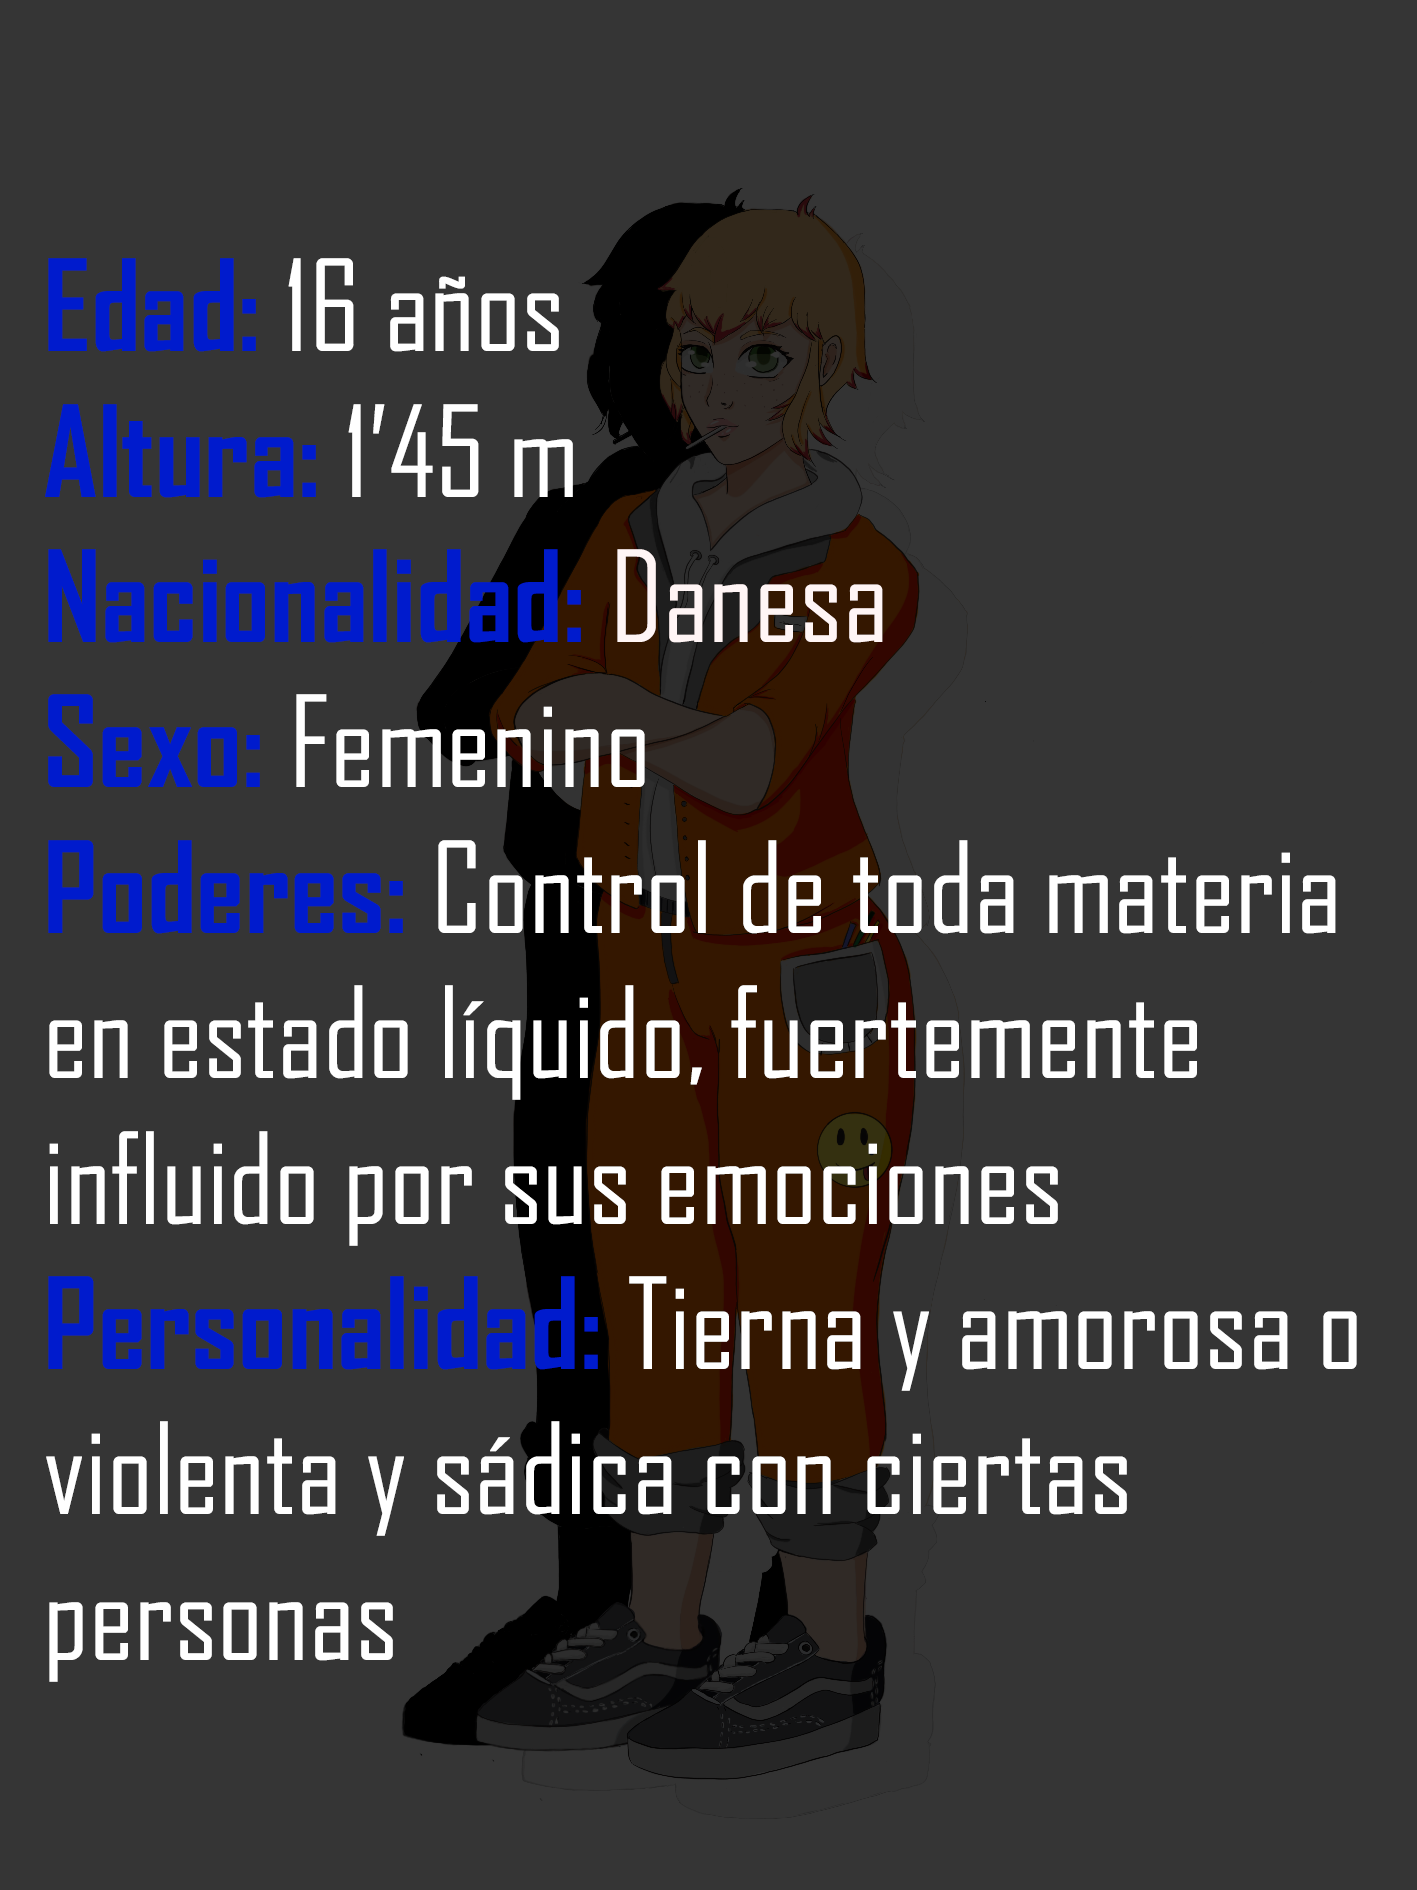 Edad: 16 años
Altura: 1'45 m
Nacionalidad: Danesa
Sexo: Femenino
Poderes: Control de toda materia
en estado líquido, fuertemente
influido por sus emociones
Personalidad: Tierna y amorosa o
violenta y sádica con ciertas
personas